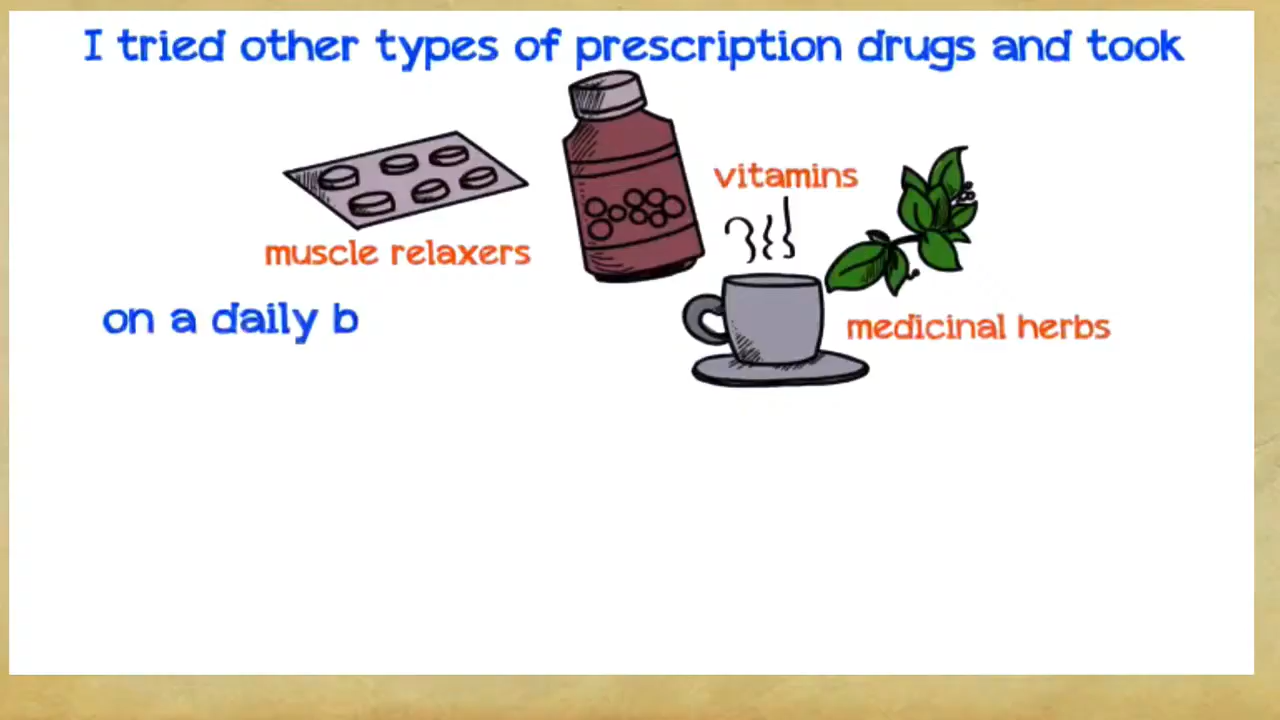 I tried other types of prescription drugs and took
vitamins
muscle relaxers
on a daily b
medicinal herbs